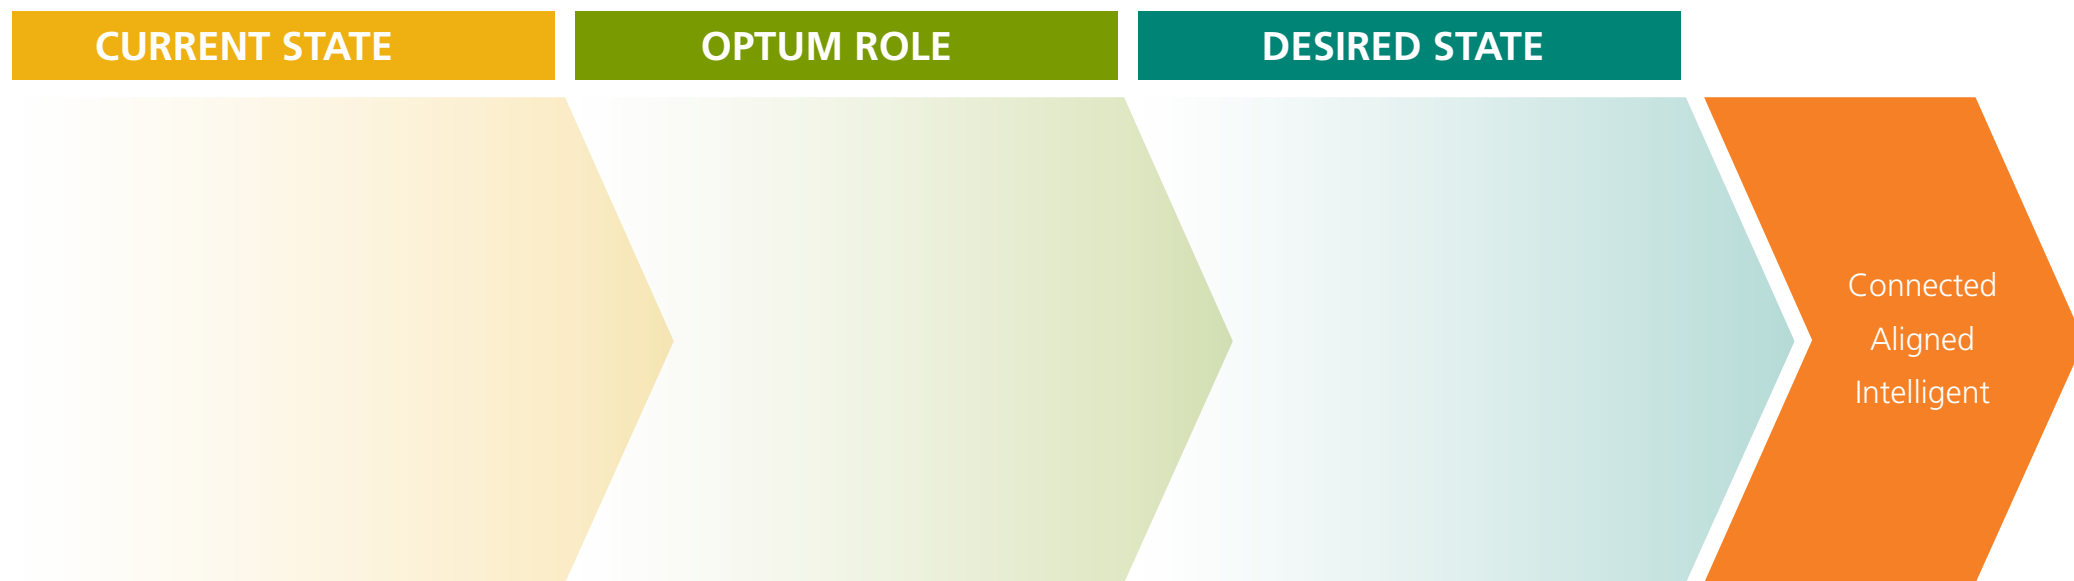 CURRENT STATE
OPTUM ROLE
DESIRED STATE
Connected
Aligned
Intelligent